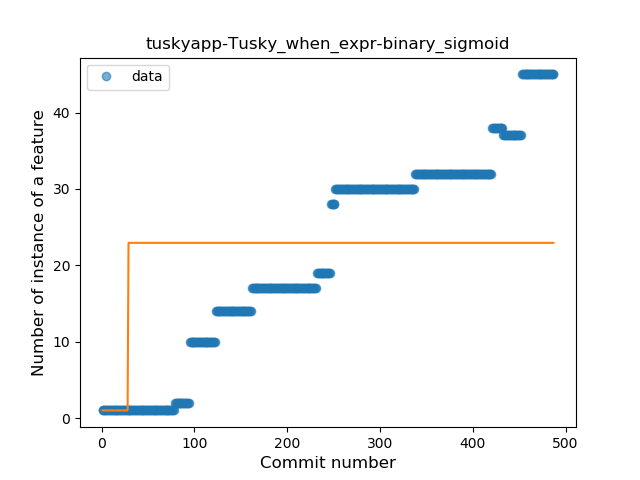 tuskyapp-Tusky_when_expr-binary_sigmoid
data
Number of instance of a feature
40
30
20
10
0
0 100 200 300 400 500
Commit number